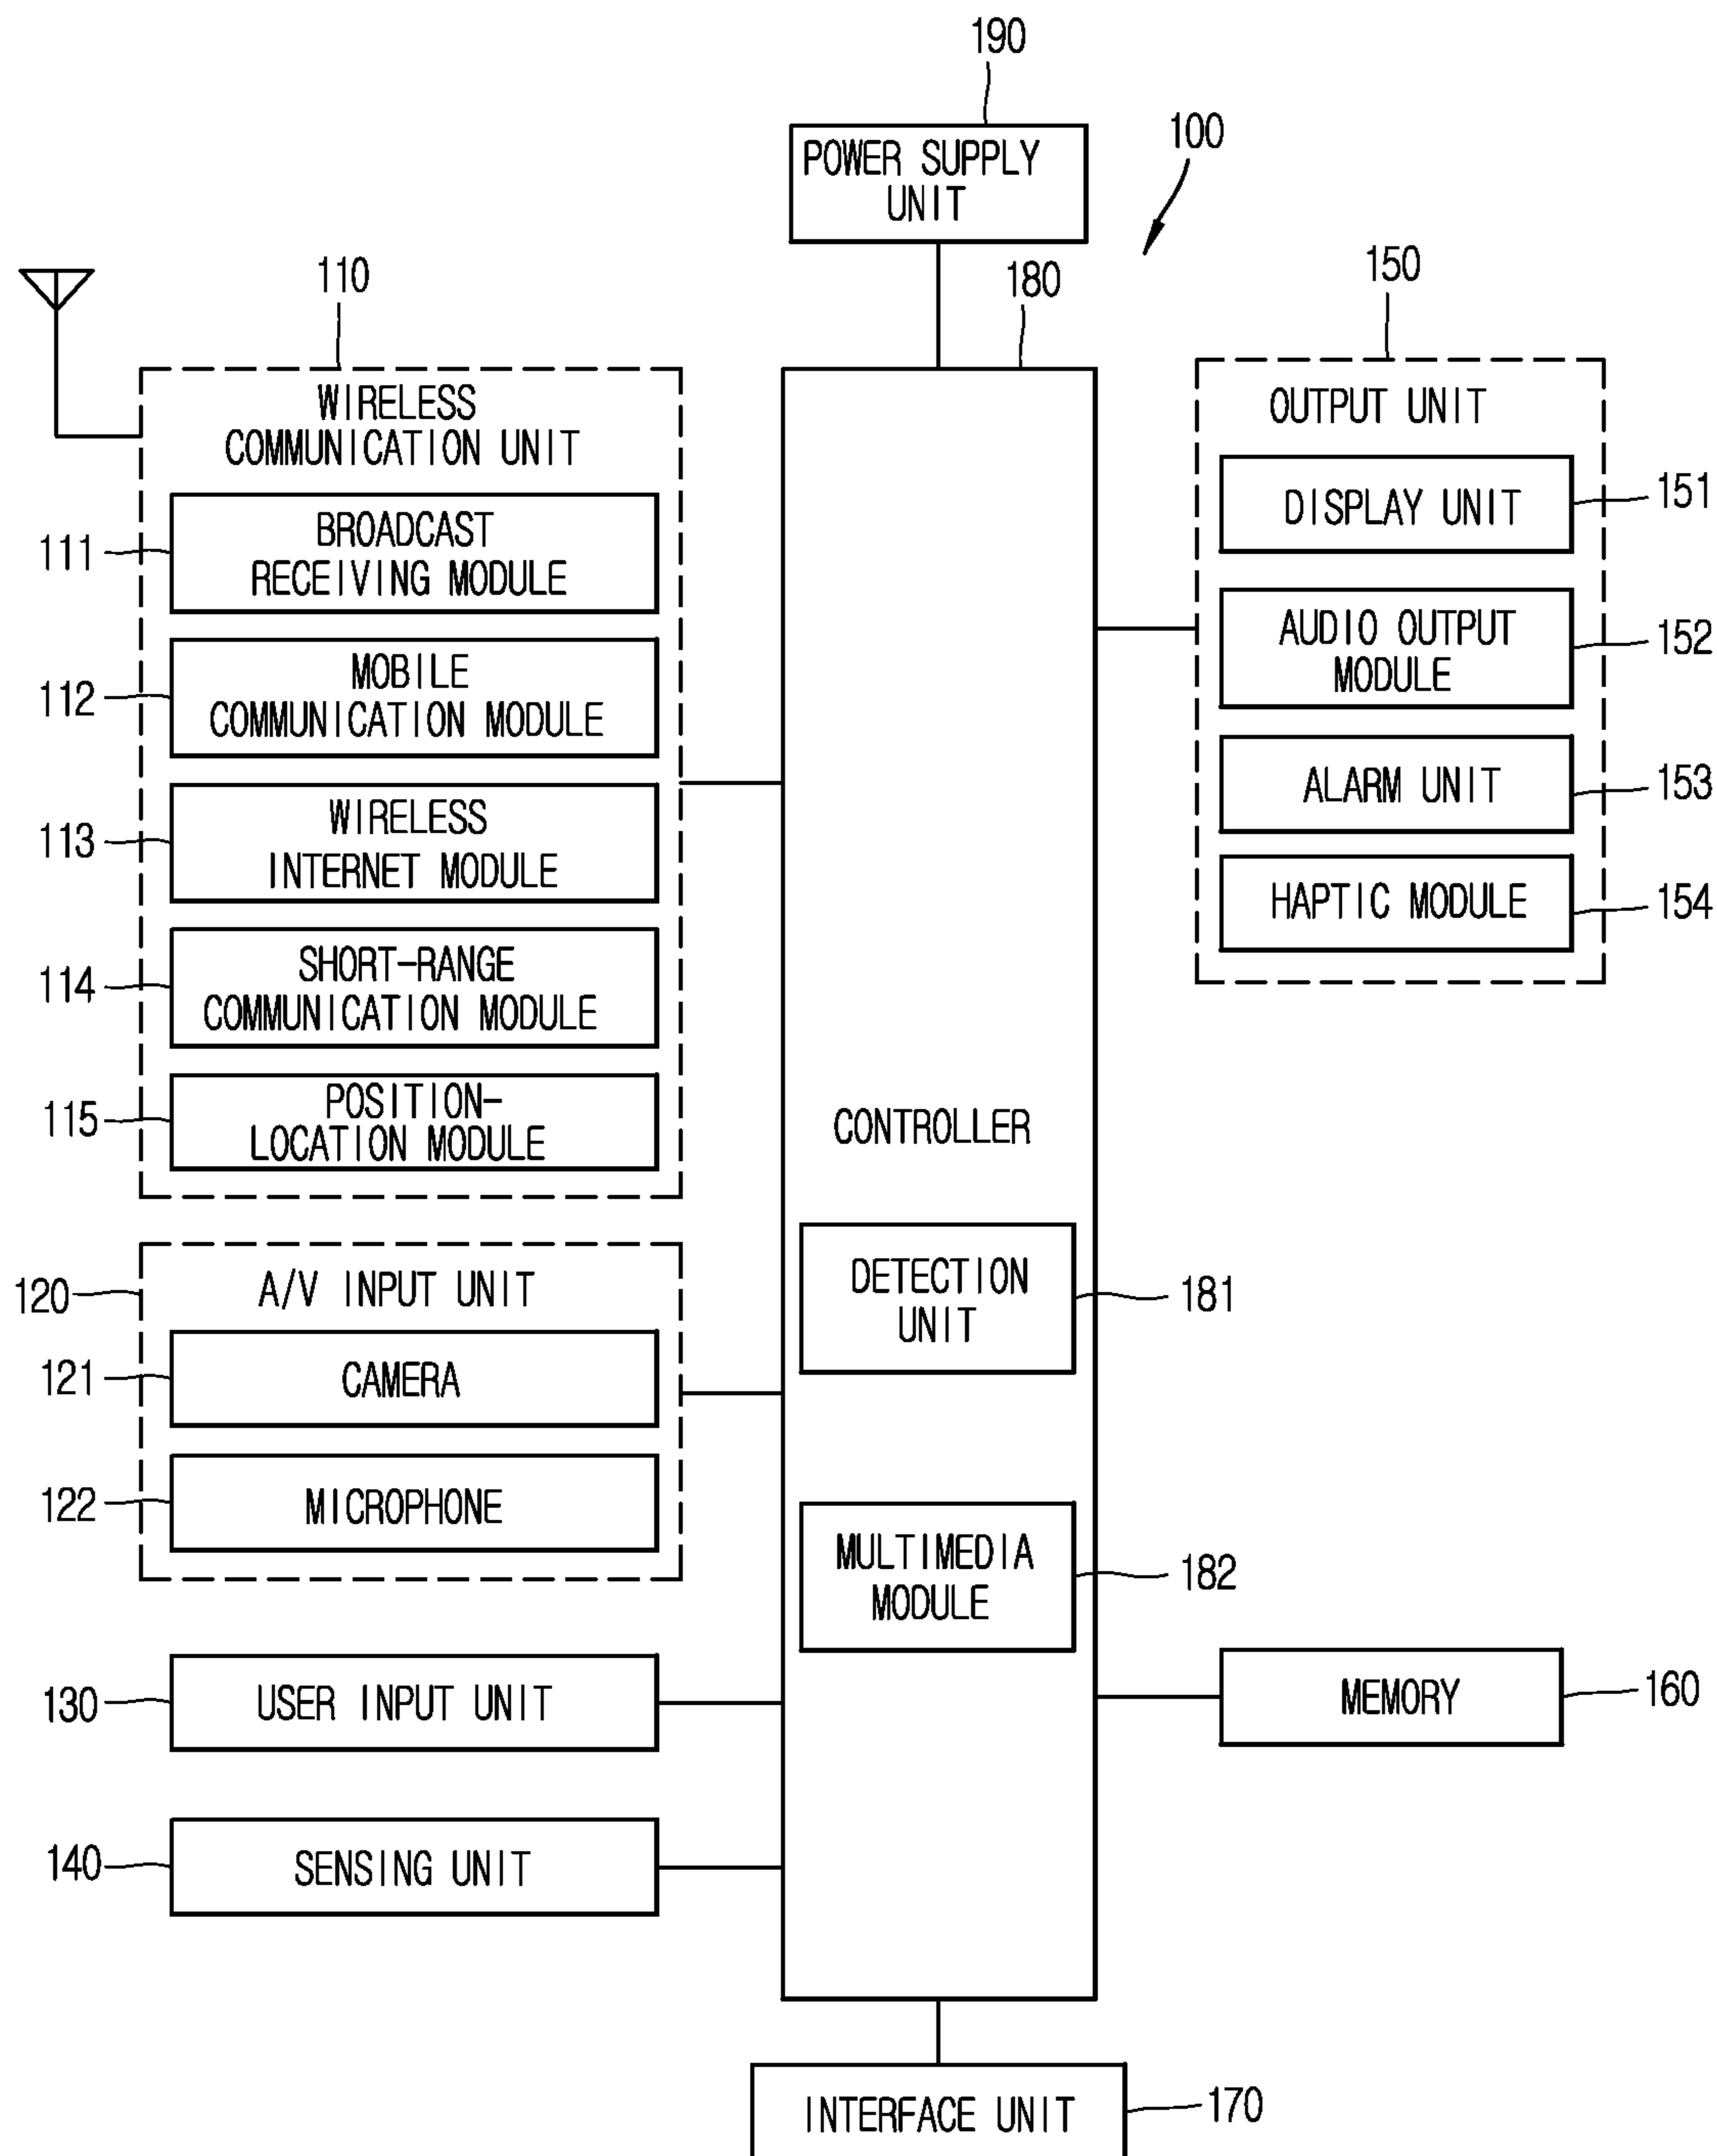 190
POWER SUPPLY
UNIT
100
110
180
150
WIRELESS
COMMUNICATION UNIT
111
BROADCAST
RECEIVING MODULE
112
MOBILE
COMMUNICATION MODULE
113
WIRELESS
INTERNET MODULE
114
SHORT-RANGE
COMMUNICATION MODULE
115
POSITION-
LOCATION MODULE
120
A/V INPUT UNIT
121
CAMERA
122
MICROPHONE
130
USER INPUT UNIT
140
SENSING UNIT
CONTROLLER
DETECTION
UNIT
181
MULTIMEDIA
MODULE
182
OUTPUT UNIT
DISPLAY UNIT
151
AUDIO OUTPUT
MODULE
152
ALARM UNIT
153
HAPTIC MODULE
154
MEMORY
160
INTERFACE UNIT
170